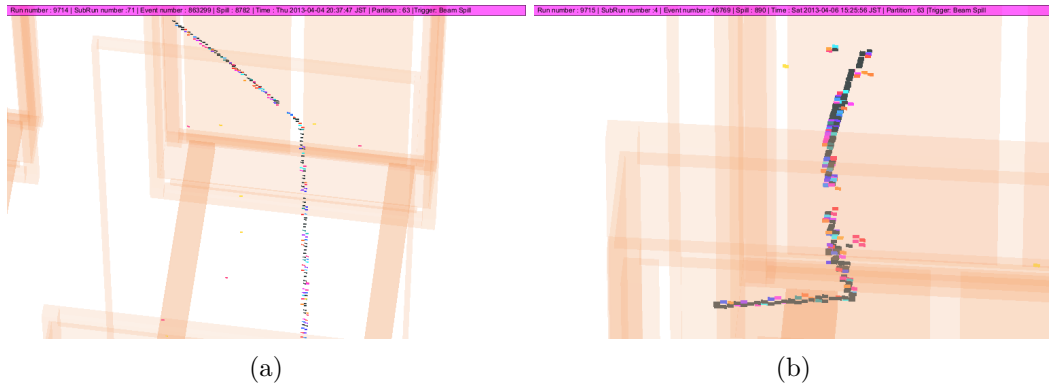 Run number : 9714 | SubRun number :71 | Event number : 863299 | Spill : 8782 | Time : Thu 2013-04-04 20:37:47 JST | Partition : 63 |Trigger: Beam Spill
Run number : 9715 | SubRun number :4 | Event number : 46769 | Spill : 890 | Time : Sat 2013-04-06 15:25:56 JST | Partition : 63 |Trigger: Beam Spill
(a)
(b)